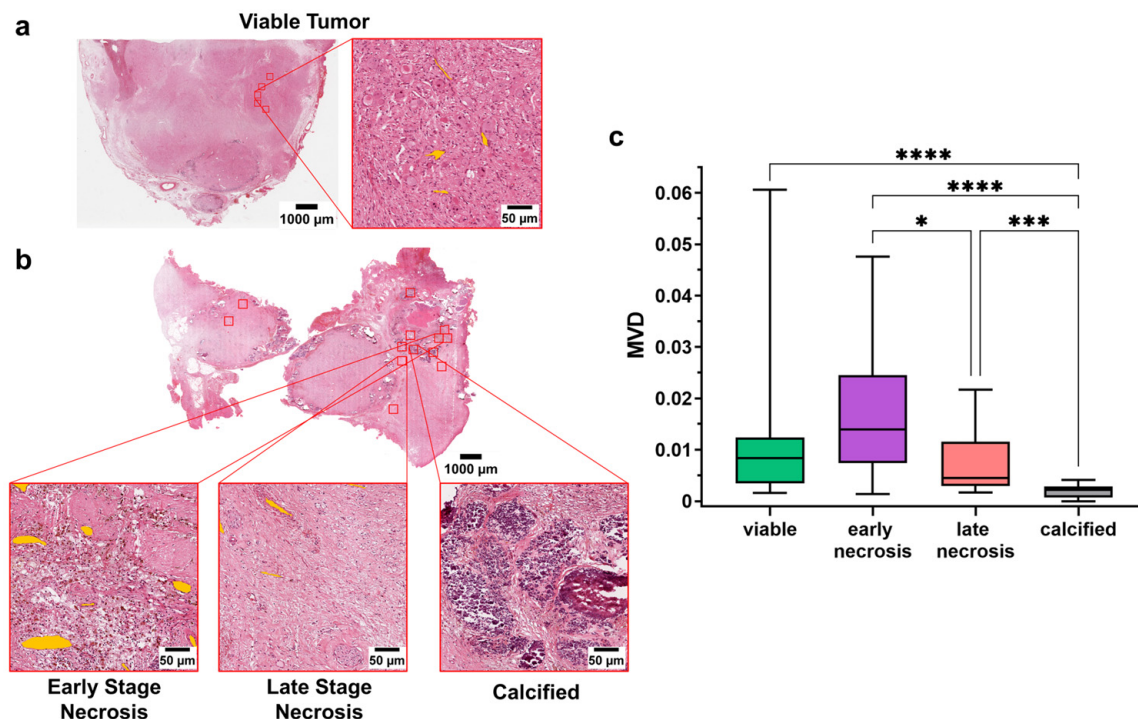 a
Viable Tumor
1000 µm
50 µm
b
1000 µm
50 µm
50 µm
50 µm
Early Stage
Necrosis
Late Stage
Necrosis
Calcified
c
****
****
*
***
MVD
0.06
0.05
0.04
0.03
0.02
0.01
0
viable
early
necrosis
late
necrosis
calcified